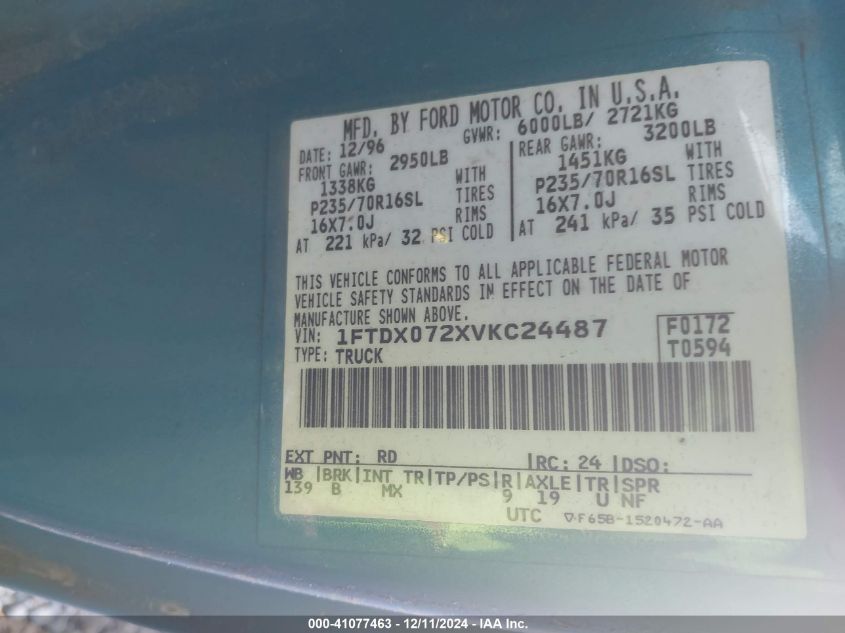 MFD. BY FORD MOTOR CO. IN U.S.A.
DATE: 12/96 GVWR: 6000LB/ 2721KG
FRONT GAWR: 2950LB REAR GAWR: 3200LB
1338KG WITH 1451KG WITH
P235/70R16SL TIRES P235/70R16SL TIRES
16X7.0J RIMS 16X7.0J RIMS
AT 221 kPa/ 32 PSI COLD AT 241 kPa/ 35 PSI COLD
THIS VEHICLE CONFORMS TO ALL APPLICABLE FEDERAL MOTOR
VEHICLE SAFETY STANDARDS IN EFFECT ON THE DATE OF
MANUFACTURE SHOWN ABOVE.
VIN: 1FTDX072XVKC24487 F0172
TYPE: TRUCK T0594
EXT PNT: RD RC: 24 DSO:
WB BRK INT TR TP/PS R AXLE TR SPR
139 B MX 9 19 U NF
UTC F65B-1520472-AA
000-41077463 - 12/11/2024 - IAA Inc.